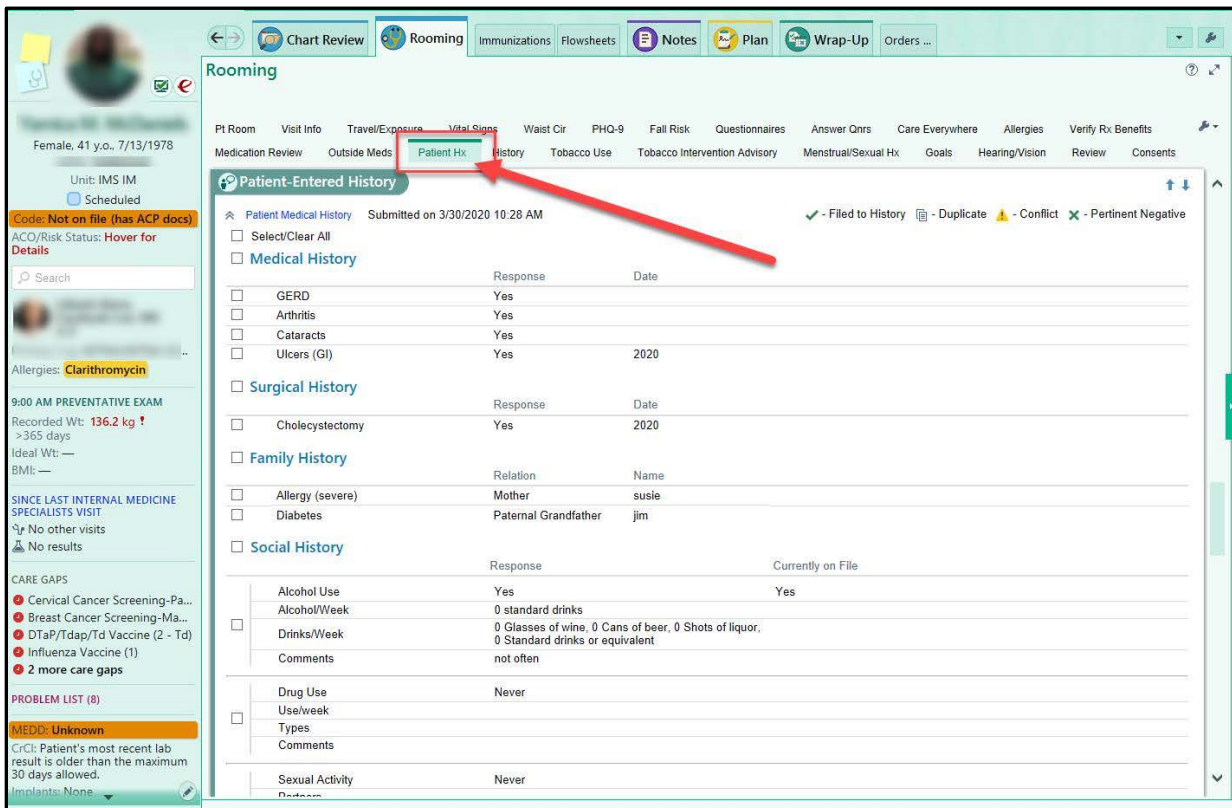 Chart Review
Rooming
Immunizations
Flowsheets
Notes
Plan
Wrap-Up
Orders ...
Rooming
Pt Room Visit Info Travel/Exposure Vital Signs Waist Cir PHQ-9 Fall Risk Questionnaires Answer Qnrs Care Everywhere Allergies Verify Rx Benefits
Medication Review Outside Meds Patient Hx History Tobacco Use Tobacco Intervention Advisory Menstrual/Sexual Hx Goals Hearing/Vision Review Consents
Female, 41 y.o., 7/13/1978
Unit: IMS IM
Scheduled
Code: Not on file (has ACP docs)
ACO/Risk Status: Hover for
Details
Search
Allergies: Clarithromycin
9:00 AM PREVENTATIVE EXAM
Recorded Wt: 136.2 kg !
>365 days
Ideal Wt: —
BMI: —
SINCE LAST INTERNAL MEDICINE
SPECIALISTS VISIT
No other visits
No results
CARE GAPS
Cervical Cancer Screening-Pa...
Breast Cancer Screening-Ma...
DTaP/Tdap/Td Vaccine (2 - Td)
Influenza Vaccine (1)
2 more care gaps
PROBLEM LIST (8)
MEDD: Unknown
CrCl: Patient's most recent lab
result is older than the maximum
30 days allowed.
Implants: None
Patient-Entered History
Patient Medical History Submitted on 3/30/2020 10:28 AM
- Filed to History - Duplicate - Conflict - Pertinent Negative
Select/Clear All
Medical History
Response Date
GERD Yes
Arthritis Yes
Cataracts Yes
Ulcers (GI) Yes 2020
Surgical History
Response Date
Cholecystectomy Yes 2020
Family History
Relation Name
Allergy (severe) Mother susie
Diabetes Paternal Grandfather jim
Social History
Response Currently on File
Alcohol Use Yes Yes
Alcohol/Week 0 standard drinks
Drinks/Week 0 Glasses of wine, 0 Cans of beer, 0 Shots of liquor,
0 Standard drinks or equivalent
Comments not often
Drug Use Never
Use/week
Types
Comments
Sexual Activity Never